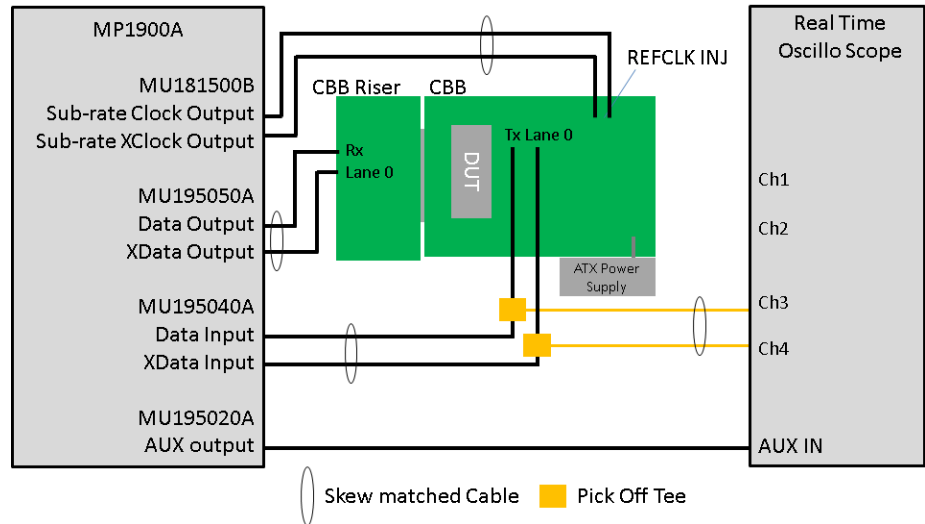 MP1900A
MU181500B
Sub-rate Clock Output
Sub-rate XClock Output
MU195050A
Data Output
XData Output
MU195040A
Data Input
XData Input
MU195020A
AUX output
CBB Riser
CBB
REFCLK INJ
Rx
Lane 0
Tx Lane 0
DUT
ATX Power
Supply
Real Time
Oscillo Scope
Ch1
Ch2
Ch3
Ch4
AUX IN
Skew matched Cable
Pick Off Tee